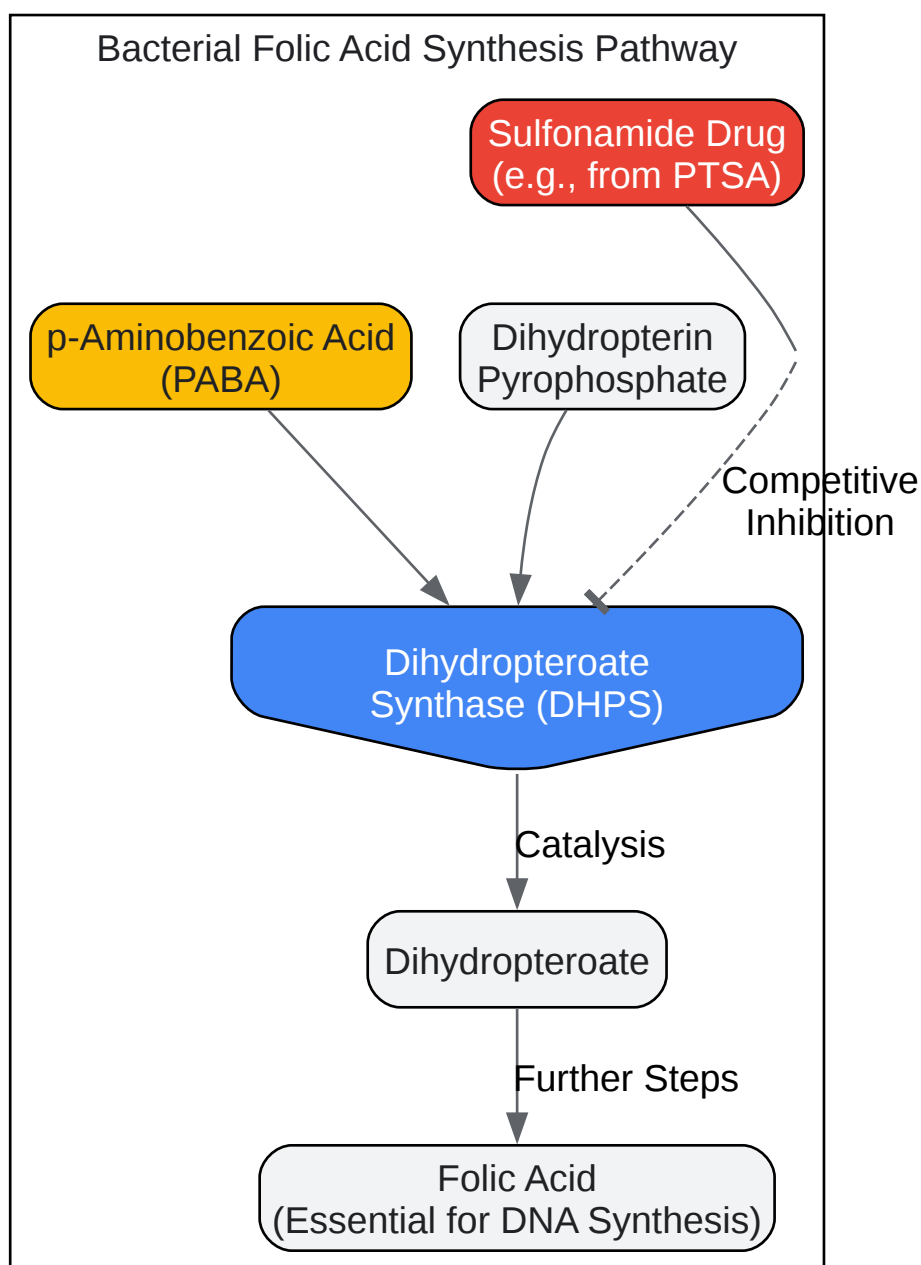 Bacterial Folic Acid Synthesis Pathway
Sulfonamide Drug
(e.g., from PTSA)
p-Aminobenzoic Acid
(PABA)
Dihydropterin
Pyrophosphate
Competitive
Inhibition
Dihydropteroate
Synthase (DHPS)
Catalysis
Dihydropteroate
Further Steps
Folic Acid
(Essential for DNA Synthesis)